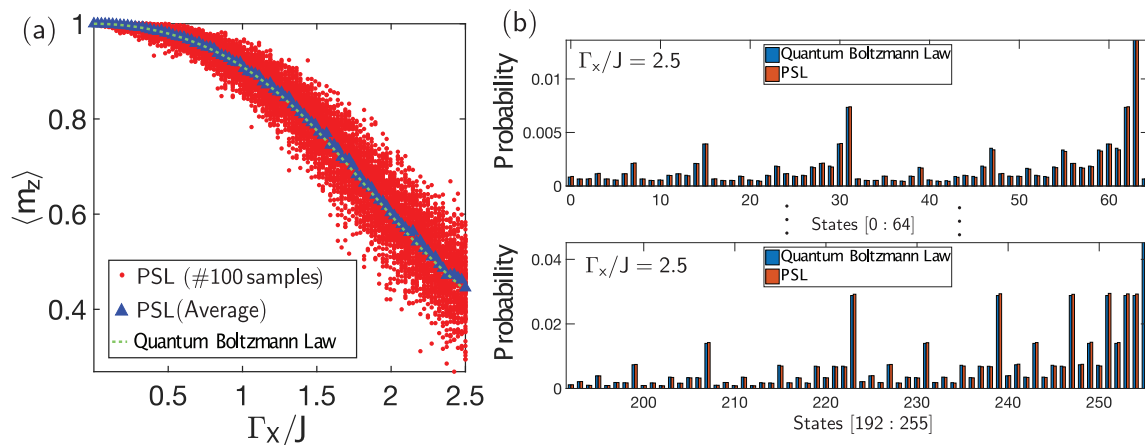 (a)
1
0.8
0.6
0.4
⟨m_z⟩
PSL (#100 samples)
PSL(Average)
Quantum Boltzmann Law
0.5 1 1.5 2 2.5
Γ_X/J
(b)
Γ_x/J = 2.5
Quantum Boltzmann Law
PSL
Probability
0.01
0.005
0
0 10 20 30 40 50 60
States [0 : 64]
Γ_x/J = 2.5
Quantum Boltzmann Law
PSL
Probability
0.04
0.02
0
200 210 220 230 240 250
States [192 : 255]